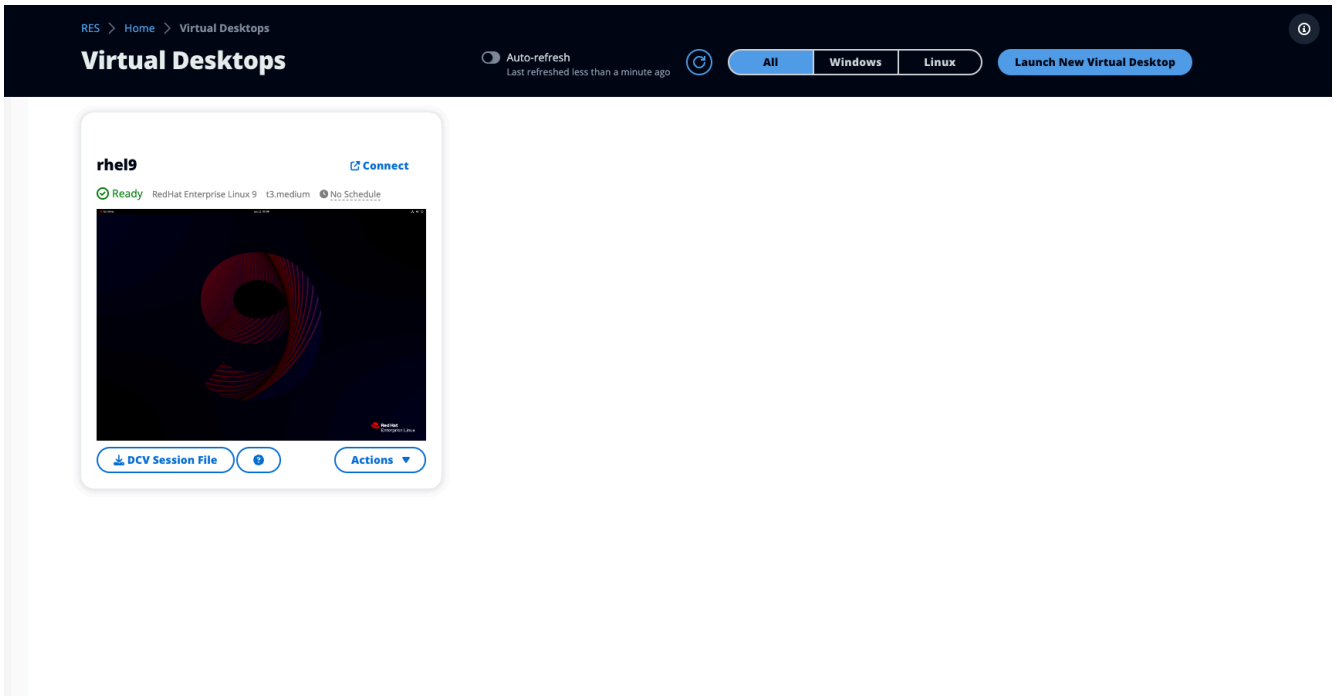 RES > Home > Virtual Desktops
Virtual Desktops
Auto-refresh
Last refreshed less than a minute ago
All
Windows
Linux
Launch New Virtual Desktop
rhel9
Connect
Ready RedHat Enterprise Linux 9 t3.medium No Schedule
Red Hat
Enterprise Linux
DCV Session File
Actions